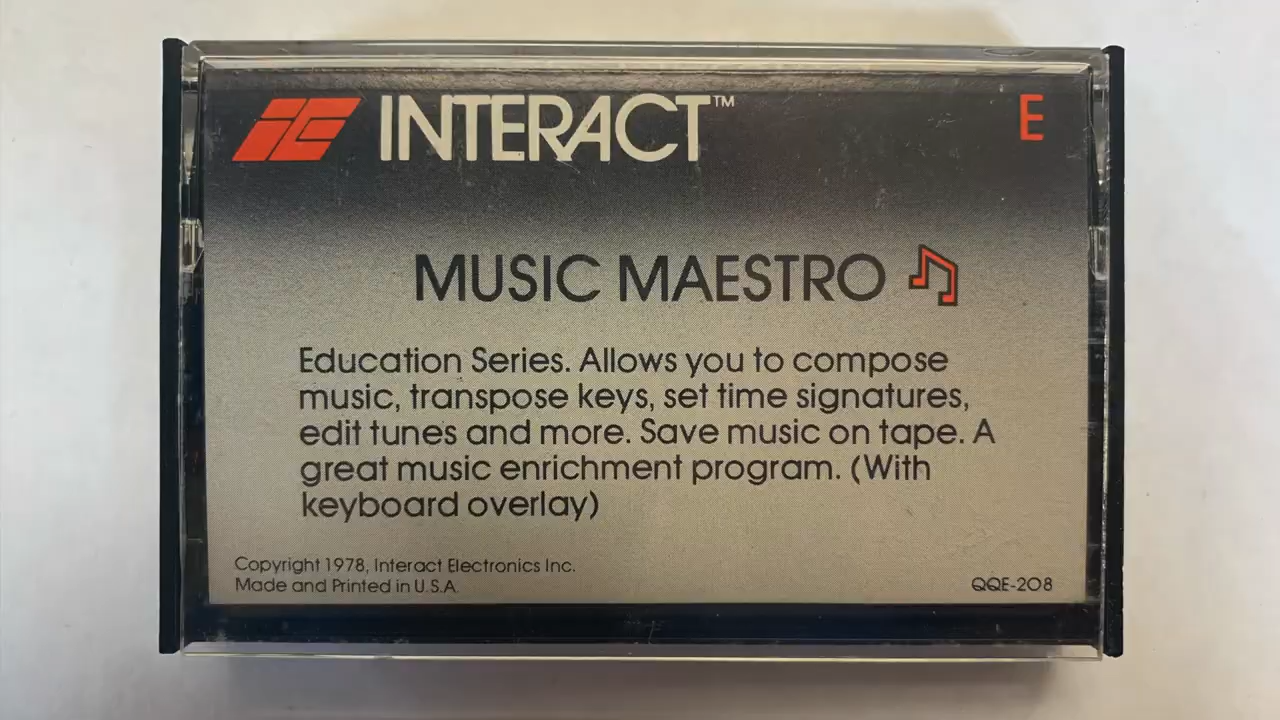 iC INTERACT™ E
MUSIC MAESTRO
Education Series. Allows you to compose
music, transpose keys, set time signatures,
edit tunes and more. Save music on tape. A
great music enrichment program. (With
keyboard overlay)
Copyright 1978, Interact Electronics Inc.
Made and Printed in U.S.A.
QQE-208